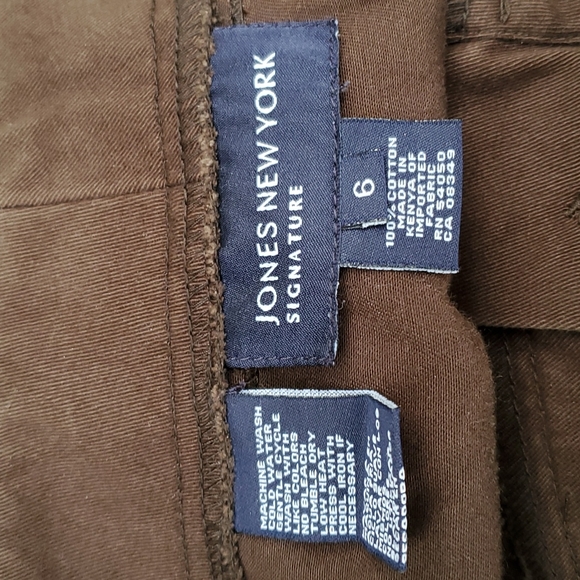 JONES NEW YORK
SIGNATURE
6
100% COTTON
MADE IN
KENYA OF
IMPORTED
FABRIC
RN 54050
CA 08349
MACHINE WASH
COLD WATER
GENTLE CYCLE
WASH WITH
LIKE COLORS
NO BLEACH
TUMBLE DRY
LOW HEAT
PRESS WITH
COOL IRON IF
NECESSARY